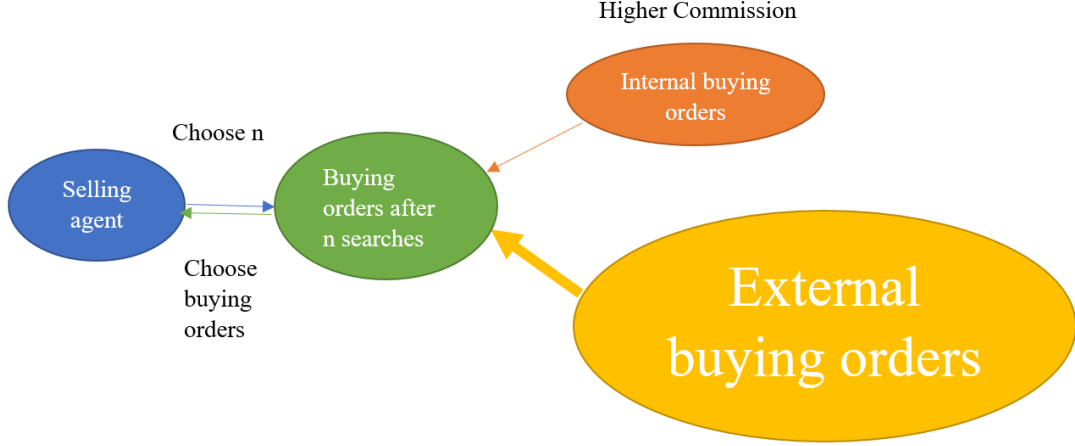 Higher Commission
Internal buying
orders
Choose n
Selling
agent
Buying
orders after
n searches
Choose
buying
orders
External
buying orders